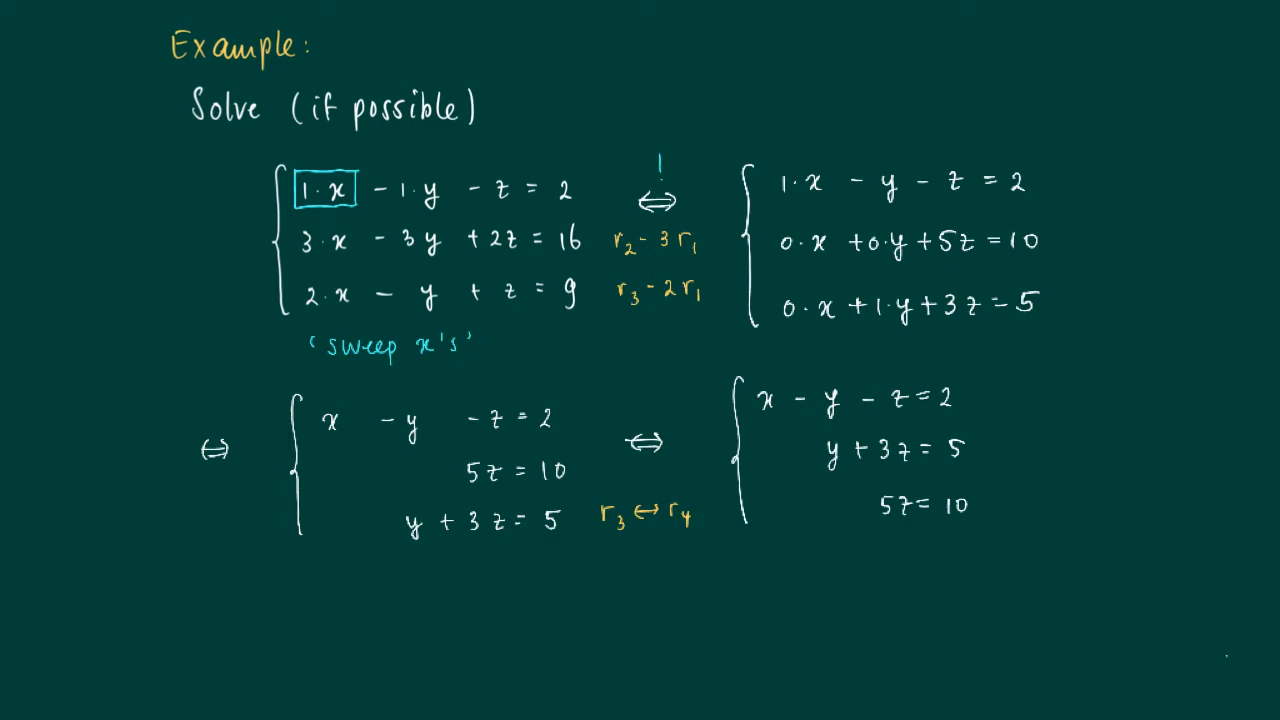 Example:
Solve (if possible)
1·x - 1·y - z = 2 ⇔ ! 1·x - y - z = 2
3·x - 3y + 2z = 16 r₂ - 3r₁ 0·x + 0·y + 5z = 10
2·x - y + z = 9 r₃ - 2r₁ 0·x + 1·y + 3z = 5
'sweep x's'
⇔ x - y - z = 2 ⇔ x - y - z = 2
5z = 10 y + 3z = 5
y + 3z = 5 r₃ ↔ r₄ 5z = 10